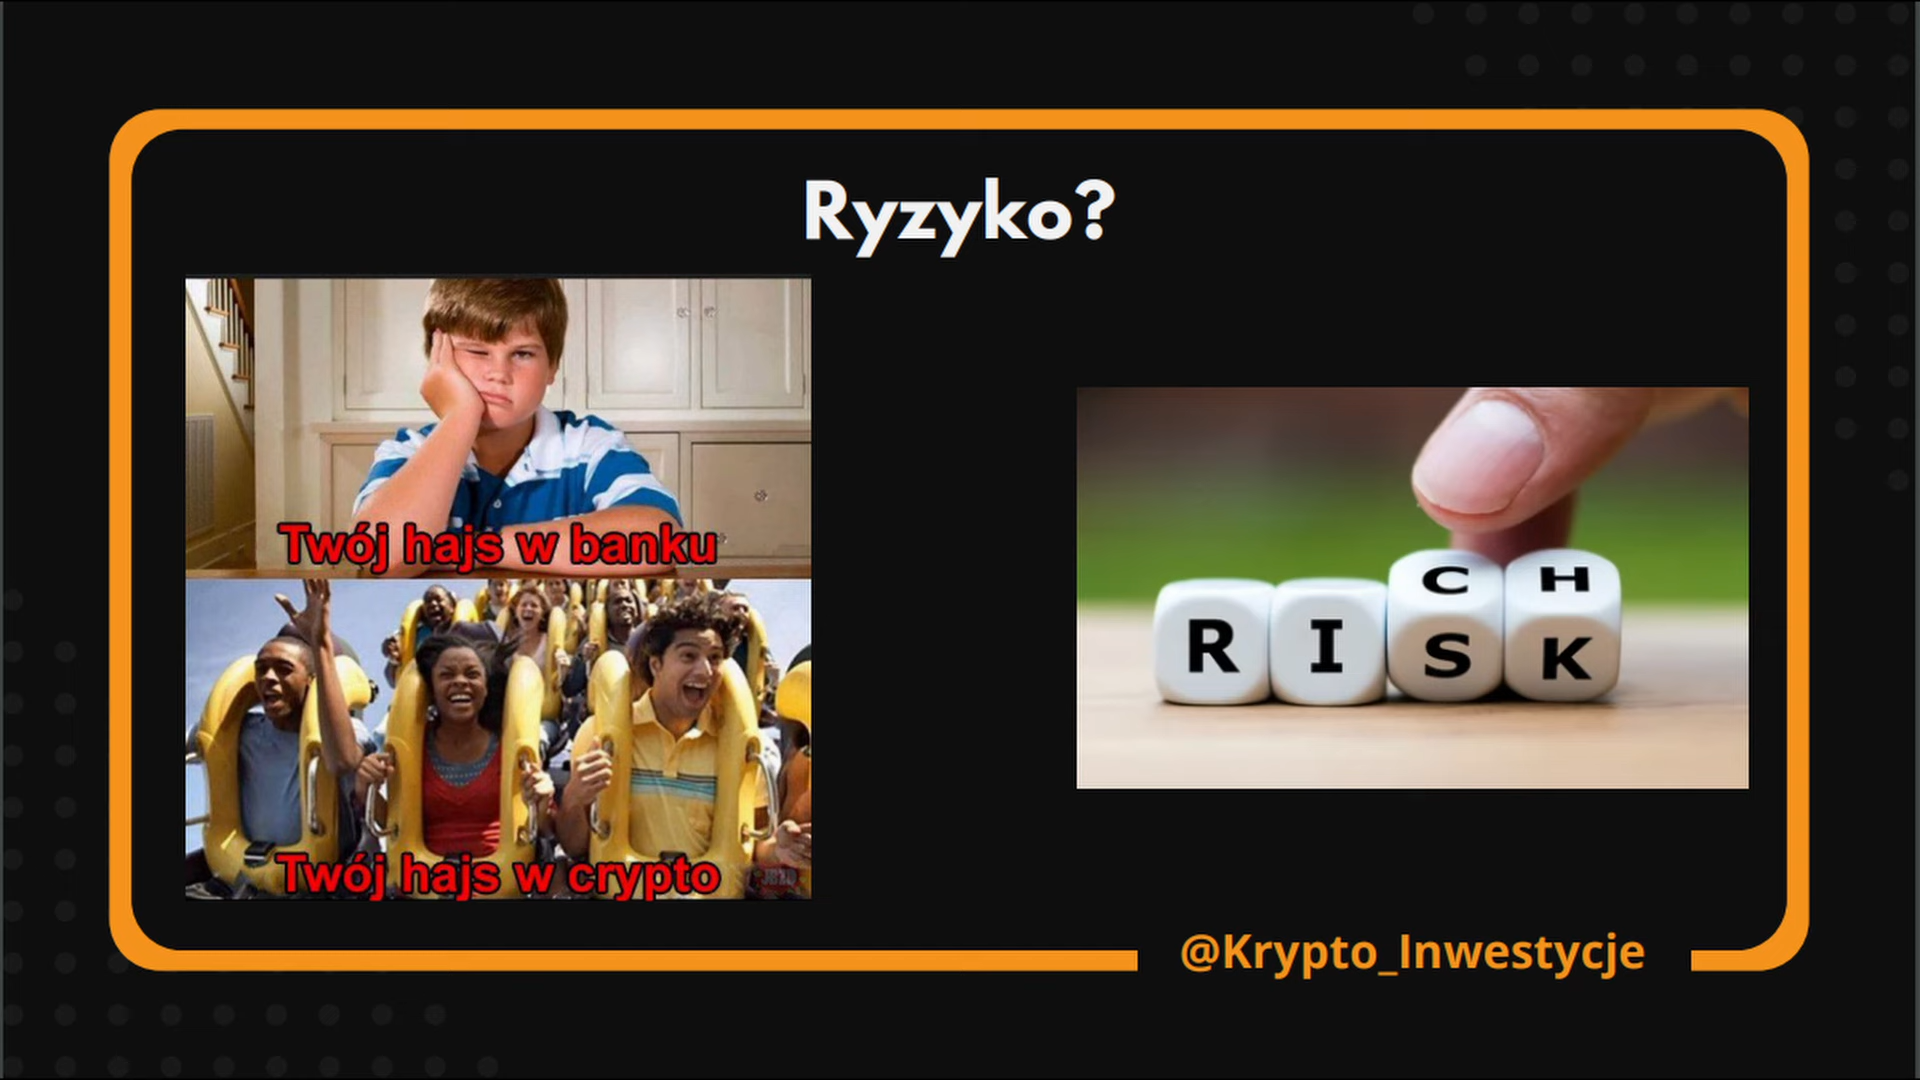 Ryzyko?
Twój hajs w banku
Twój hajs w crypto
C H
R I S K
@Krypto_Inwestycje